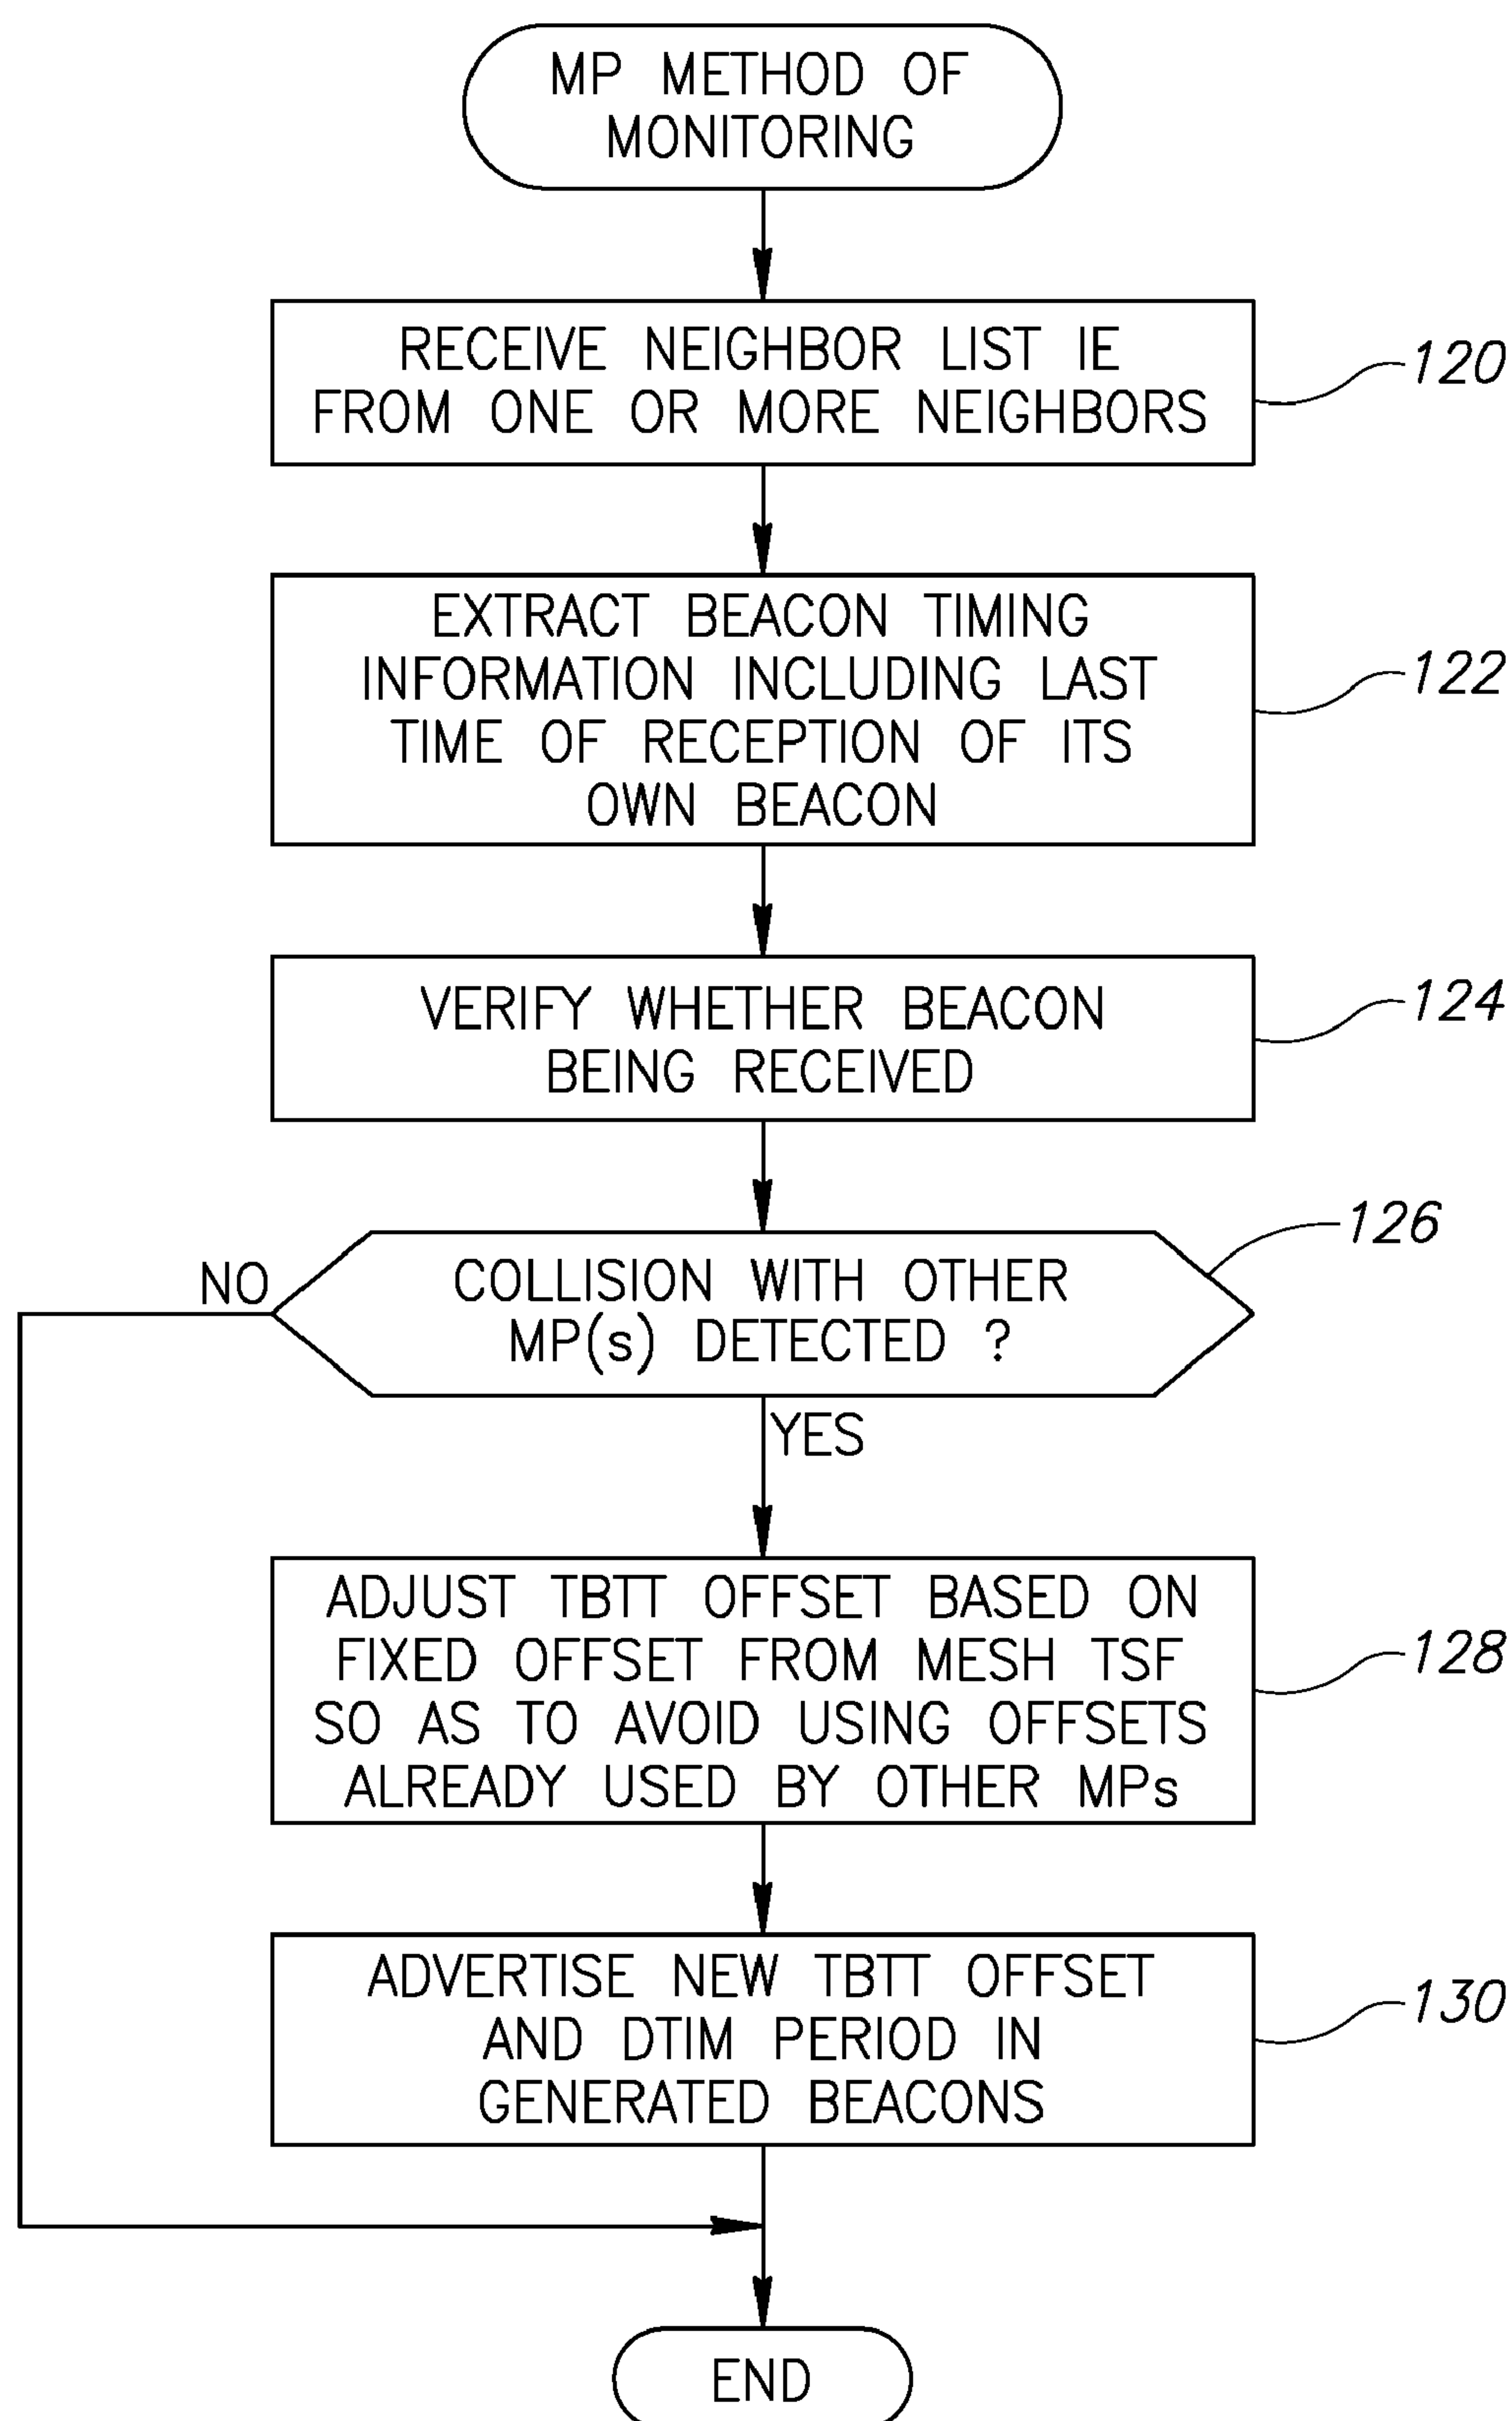 MP METHOD OF
MONITORING
RECEIVE NEIGHBOR LIST IE
FROM ONE OR MORE NEIGHBORS
120
EXTRACT BEACON TIMING
INFORMATION INCLUDING LAST
TIME OF RECEPTION OF ITS
OWN BEACON
122
VERIFY WHETHER BEACON
BEING RECEIVED
124
COLLISION WITH OTHER
MP(s) DETECTED ?
126
NO
YES
ADJUST TBTT OFFSET BASED ON
FIXED OFFSET FROM MESH TSF
SO AS TO AVOID USING OFFSETS
ALREADY USED BY OTHER MPs
128
ADVERTISE NEW TBTT OFFSET
AND DTIM PERIOD IN
GENERATED BEACONS
130
END